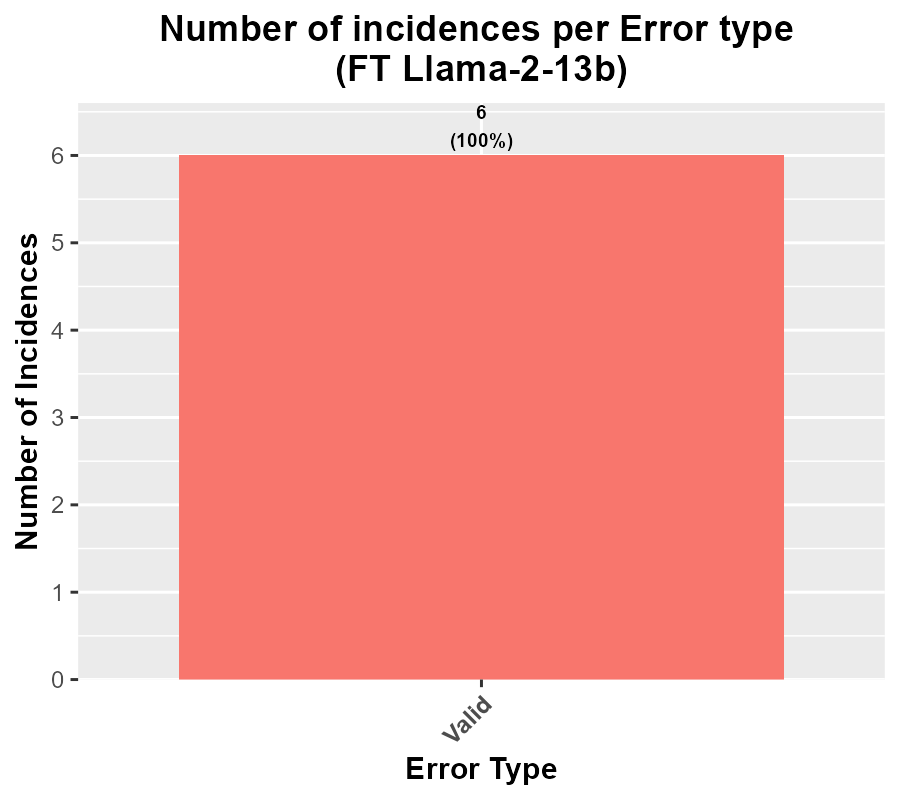 Number of incidences per Error type
(FT Llama-2-13b)
6
(100%)
6
5
4
3
2
1
0
Number of Incidences
Valid
Error Type